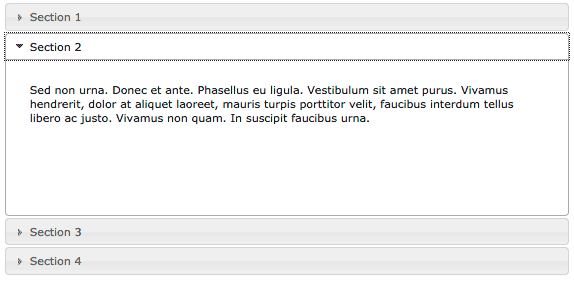 Section 1
Section 2
Sed non urna. Donec et ante. Phasellus eu ligula. Vestibulum sit amet purus. Vivamus
hendrerit, dolor at aliquet laoreet, mauris turpis porttitor velit, faucibus interdum tellus
libero ac justo. Vivamus non quam. In suscipit faucibus urna.
Section 3
Section 4